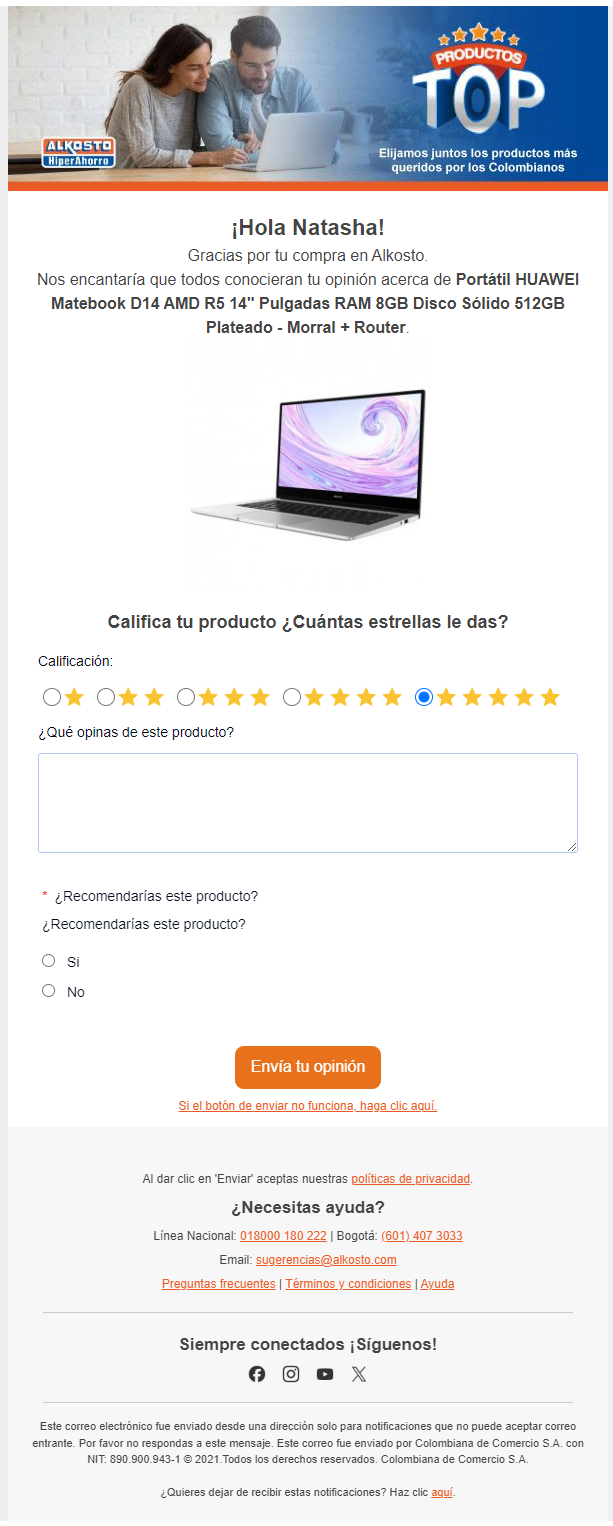 PRODUCTOS
TOP
ALKOSTO
HiperAhorro
Elijamos juntos los productos más
queridos por los Colombianos
¡Hola Natasha!
Gracias por tu compra en Alkosto.
Nos encantaría que todos conocieran tu opinión acerca de Portátil HUAWEI
Matebook D14 AMD R5 14" Pulgadas RAM 8GB Disco Sólido 512GB
Plateado - Morral + Router.
Califica tu producto ¿Cuántas estrellas le das?
Calificación:
¿Qué opinas de este producto?
* ¿Recomendarías este producto?
¿Recomendarías este producto?
Si
No
Envía tu opinión
Si el botón de enviar no funciona, haga clic aquí.
Al dar clic en 'Enviar' aceptas nuestras políticas de privacidad.
¿Necesitas ayuda?
Línea Nacional: 018000 180 222 | Bogotá: (601) 407 3033
Email: sugerencias@alkosto.com
Preguntas frecuentes | Términos y condiciones | Ayuda
Siempre conectados ¡Síguenos!
Este correo electrónico fue enviado desde una dirección solo para notificaciones que no puede aceptar correo
entrante. Por favor no respondas a este mensaje. Este correo fue enviado por Colombiana de Comercio S.A. con
NIT: 890.900.943-1 © 2021.Todos los derechos reservados. Colombiana de Comercio S.A.
¿Quieres dejar de recibir estas notificaciones? Haz clic aquí.